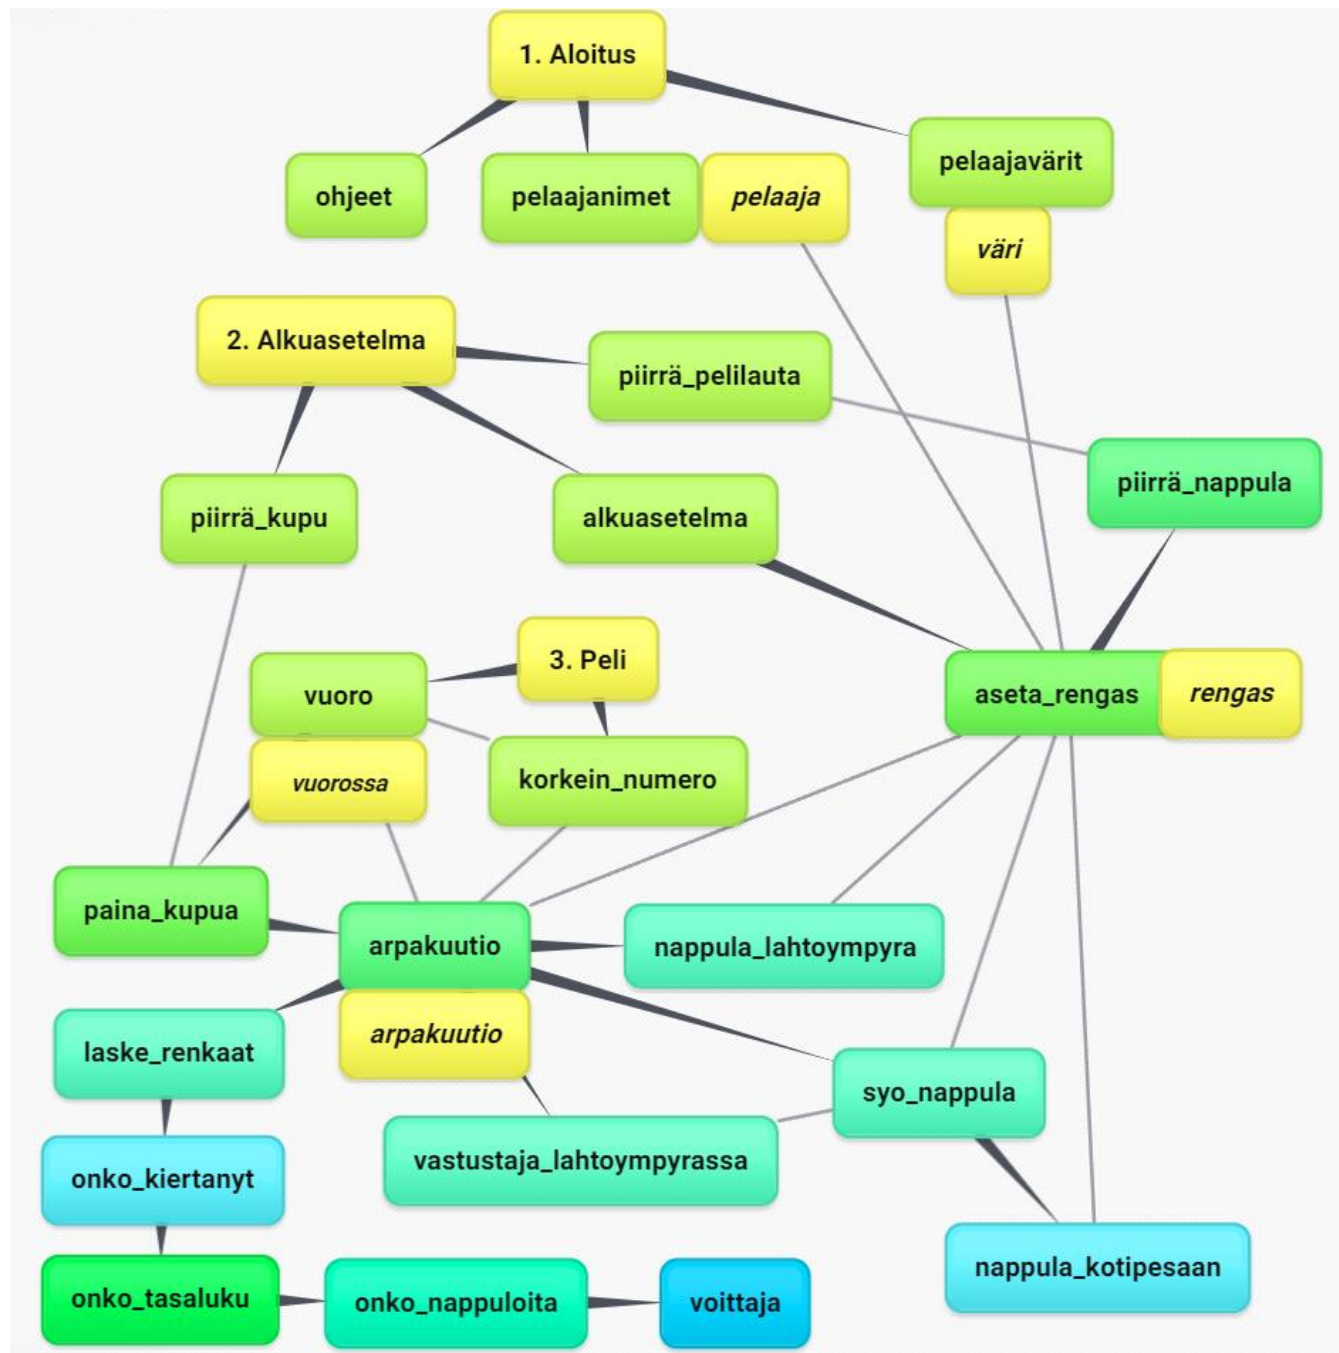 1. Aloitus
ohjeet
pelaajanimet
pelaaja
pelaajavärit
väri
2. Alkuasetelma
piirrä_pelilauta
piirrä_nappula
piirrä_kupu
alkuasetelma
3. Peli
vuoro
aseta_rengas
rengas
vuorossa
korkein_numero
paina_kupua
arpakuutio
nappula_lahtoympyra
arpakuutio
laske_renkaat
syo_nappula
vastustaja_lahtoympyrassa
onko_kiertanyt
nappula_kotipesaan
onko_tasaluku
onko_nappuloita
voittaja